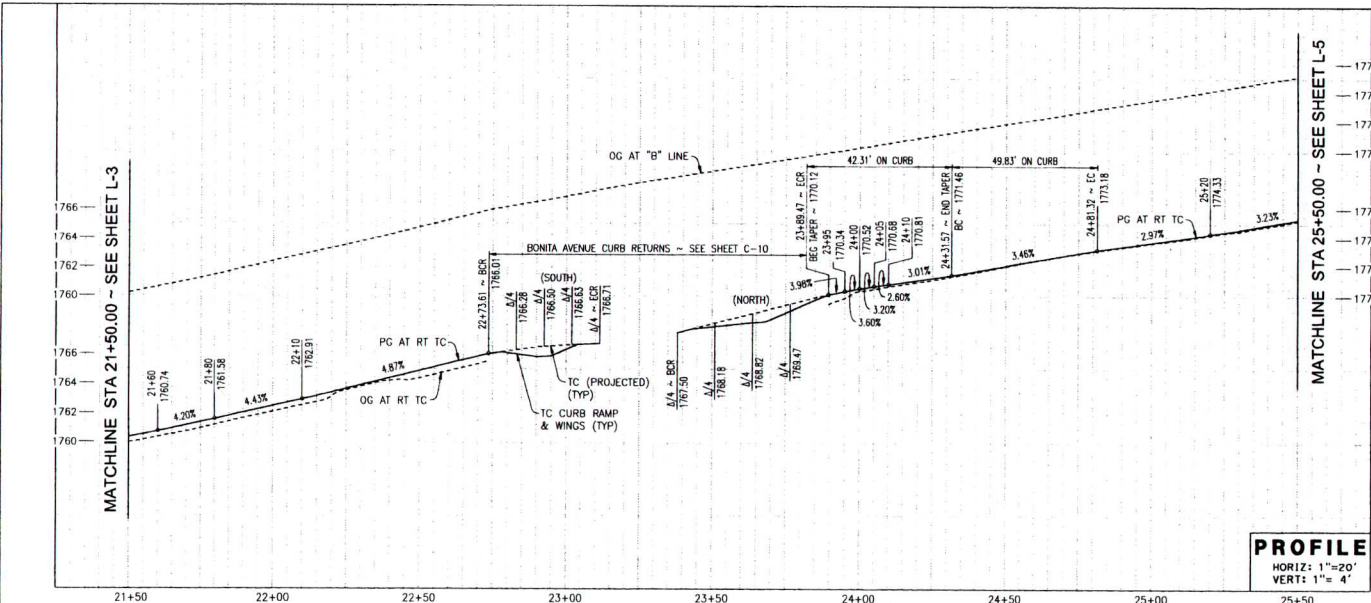 MATCHLINE STA 21+50.00 ~ SEE SHEET L-3
1766
1764
1762
1760
1766
1764
1762
1760
21+60
1760.74
4.20%
21+80
1761.58
4.43%
22+10
1762.91
4.87%
PG AT RT TC
OG AT RT TC
22+73.61 ~ BCR
1766.01
BONITA AVENUE CURB RETURNS ~ SEE SHEET C-10
(SOUTH)
Δ/4
1766.28
Δ/4
1766.50
Δ/4
1766.63
Δ/4 ~ ECR
1766.71
TC (PROJECTED)
(TYP)
TC CURB RAMP
& WINGS (TYP)
OG AT "B" LINE
(NORTH)
Δ/4 ~ BCR
1767.50
Δ/4
1768.18
Δ/4
1768.82
Δ/4
1769.47
23+89.47 ~ ECR
BEG TAPER ~ 1770.12
42.31' ON CURB
49.83' ON CURB
3.98%
23+95
1770.34
24+00
1770.52
24+05
1770.68
24+10
1770.81
3.60%
3.20%
2.60%
3.01%
24+31.57 ~ END TAPER
BC ~ 1771.46
3.46%
24+81.32 ~ EC
1773.18
2.97%
PG AT RT TC
25+20
1774.33
3.23%
MATCHLINE STA 25+50.00 ~ SEE SHEET L-5
PROFILE
HORIZ: 1"=20'
VERT: 1"= 4'
21+50
22+00
22+50
23+00
23+50
24+00
24+50
25+00
25+50